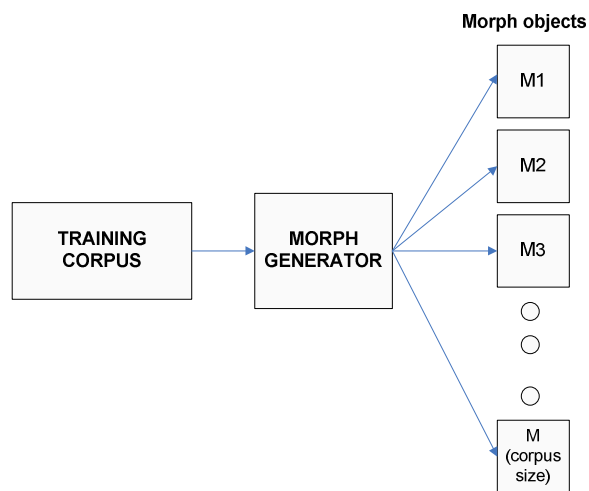 Morph objects
M1
M2
TRAINING
CORPUS
MORPH
GENERATOR
M3
M
(corpus
size)